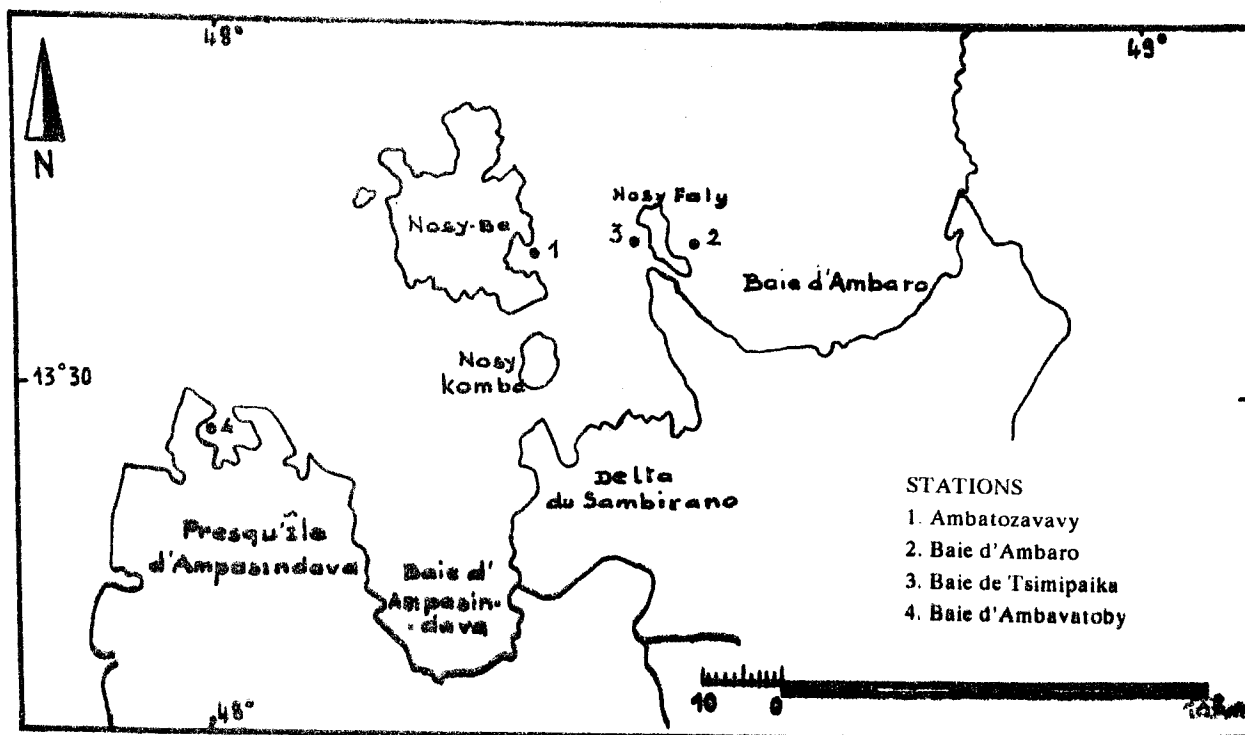 48°
49°
N
Nosy Faly
Nosy-Be
1
3
2
Baie d'Ambaro
Nosy
Komba
13°30
4
Delta
du Sambirano
STATIONS
1. Ambatozavavy
2. Baie d'Ambaro
3. Baie de Tsimipaika
4. Baie d'Ambavatoby
Presqu'île
d'Ampasindava
Baie d'
Ampasin-
dava
48°
10
0